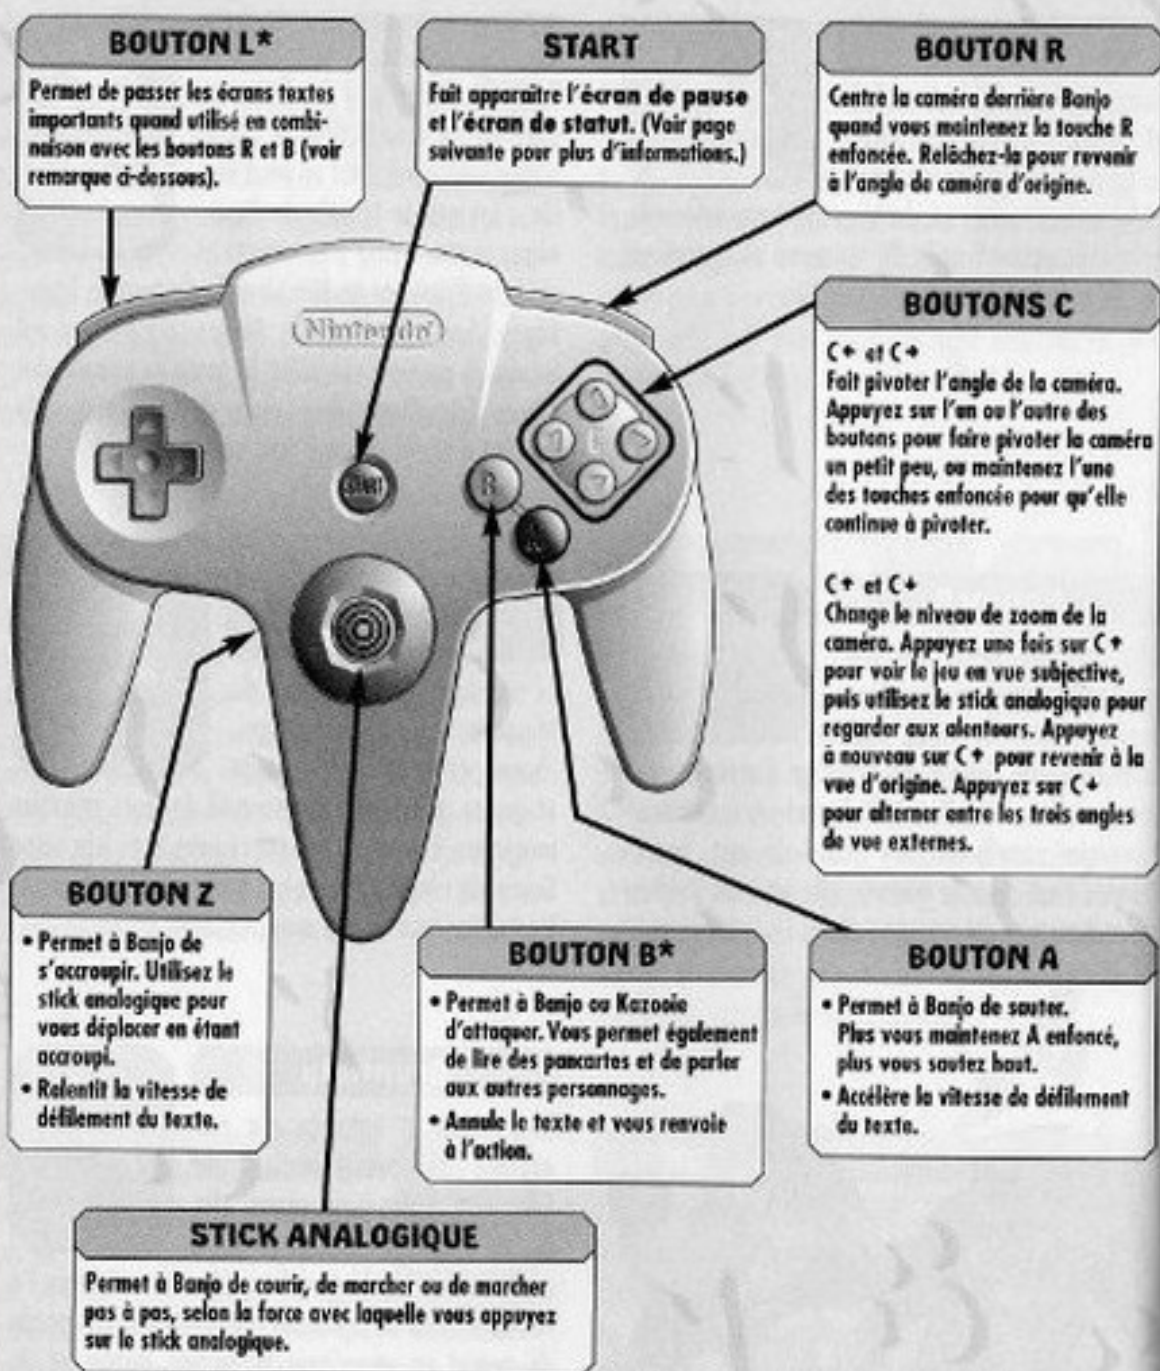 BOUTON L*
Permet de passer les écrans textes
importants quand utilisé en combi-
naison avec les boutons R et B (voir
remarque ci-dessous).
START
Fait apparaître l'écran de pause
et l'écran de statut. (Voir page
suivante pour plus d'informations.)
BOUTON R
Centre la caméra derrière Banjo
quand vous maintenez la touche R
enfoncée. Relâchez-la pour revenir
à l'angle de caméra d'origine.
Nintendo
BOUTONS C
C ← et C →
Fait pivoter l'angle de la caméra.
Appuyez sur l'un ou l'autre des
boutons pour faire pivoter la caméra
un petit peu, ou maintenez l'une
des touches enfoncée pour qu'elle
continue à pivoter.
C ↑ et C ↓
Change le niveau de zoom de la
caméra. Appuyez une fois sur C ↑
pour voir le jeu en vue subjective,
puis utilisez le stick analogique pour
regarder aux alentours. Appuyez
à nouveau sur C ↑ pour revenir à la
vue d'origine. Appuyez sur C ↓
pour alterner entre les trois angles
de vue externes.
START
B
A
BOUTON Z
• Permet à Banjo de
s'accroupir. Utilisez le
stick analogique pour
vous déplacer en étant
accroupi.
• Ralentit la vitesse de
défilement du texte.
BOUTON B*
• Permet à Banjo ou Kazooie
d'attaquer. Vous permet également
de lire des pancartes et de parler
aux autres personnages.
• Annule le texte et vous renvoie
à l'action.
BOUTON A
• Permet à Banjo de sauter.
Plus vous maintenez A enfoncé,
plus vous sautez haut.
• Accélère la vitesse de défilement
du texte.
STICK ANALOGIQUE
Permet à Banjo de courir, de marcher ou de marcher
pas à pas, selon la force avec laquelle vous appuyez
sur le stick analogique.